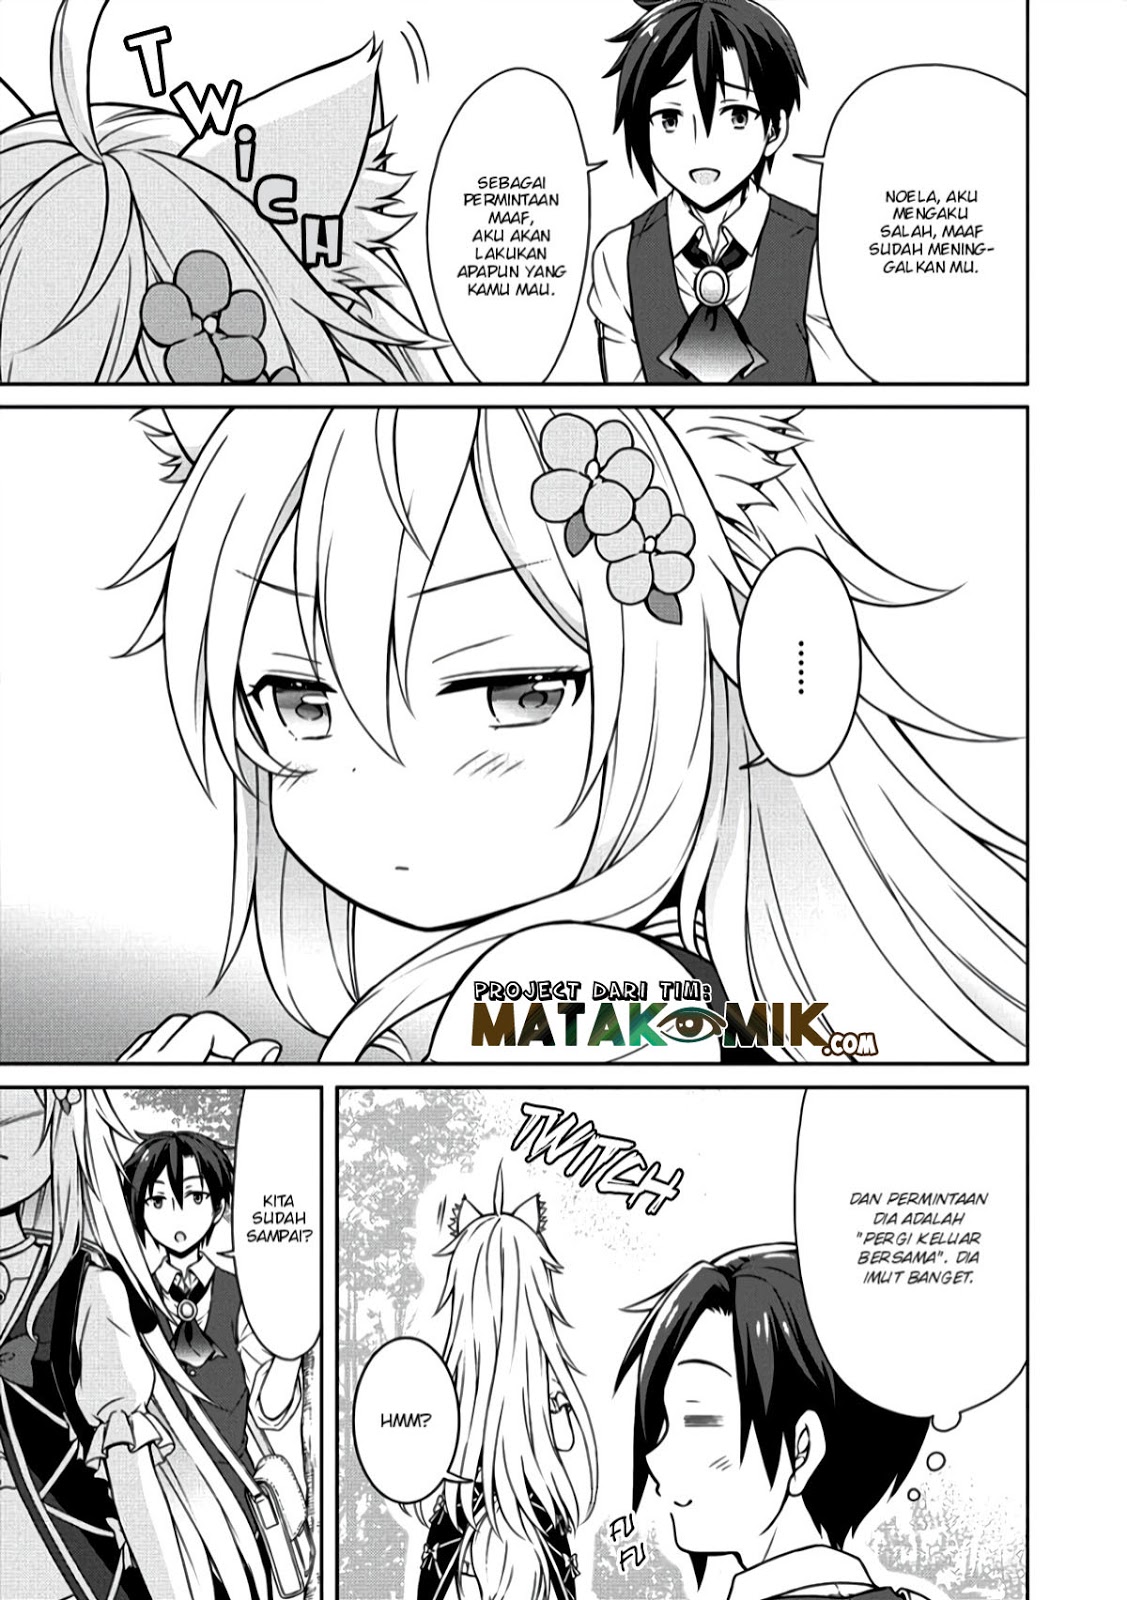 NOELA, AKU
MENGAKU
SALAH, MAAF
SUDAH MENING-
GALKAN MU.
SEBAGAI
PERMINTAAN
MAAF,
AKU AKAN
LAKUKAN
APAPUN YANG
KAMU MAU.
TWiCH
........
PROJECT DARI TIM:
MATAKOMIK
.COM
DAN PERMINTAAN
DIA ADALAH
"PERGI KELUAR
BERSAMA". DIA
IMUT BANGET.
TWITCH
HMM?
FU
FU
KITA
SUDAH
SAMPAI?